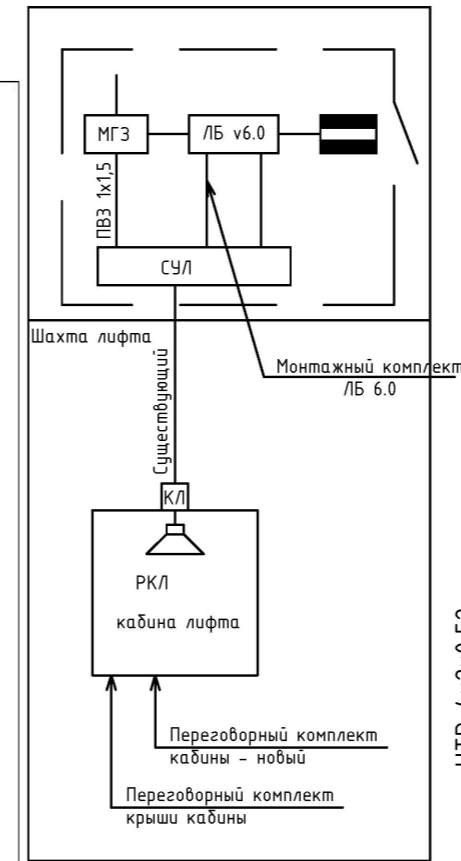 МГЗ
ЛБ v6.0
ПВЗ 1х1,5
СУЛ
Шахта лифта
Монтажный комплект
ЛБ 6.0
Существующий
КЛ
РКЛ
кабина лифта
Переговорный комплект
кабины – новый
Переговорный комплект
крыши кабины